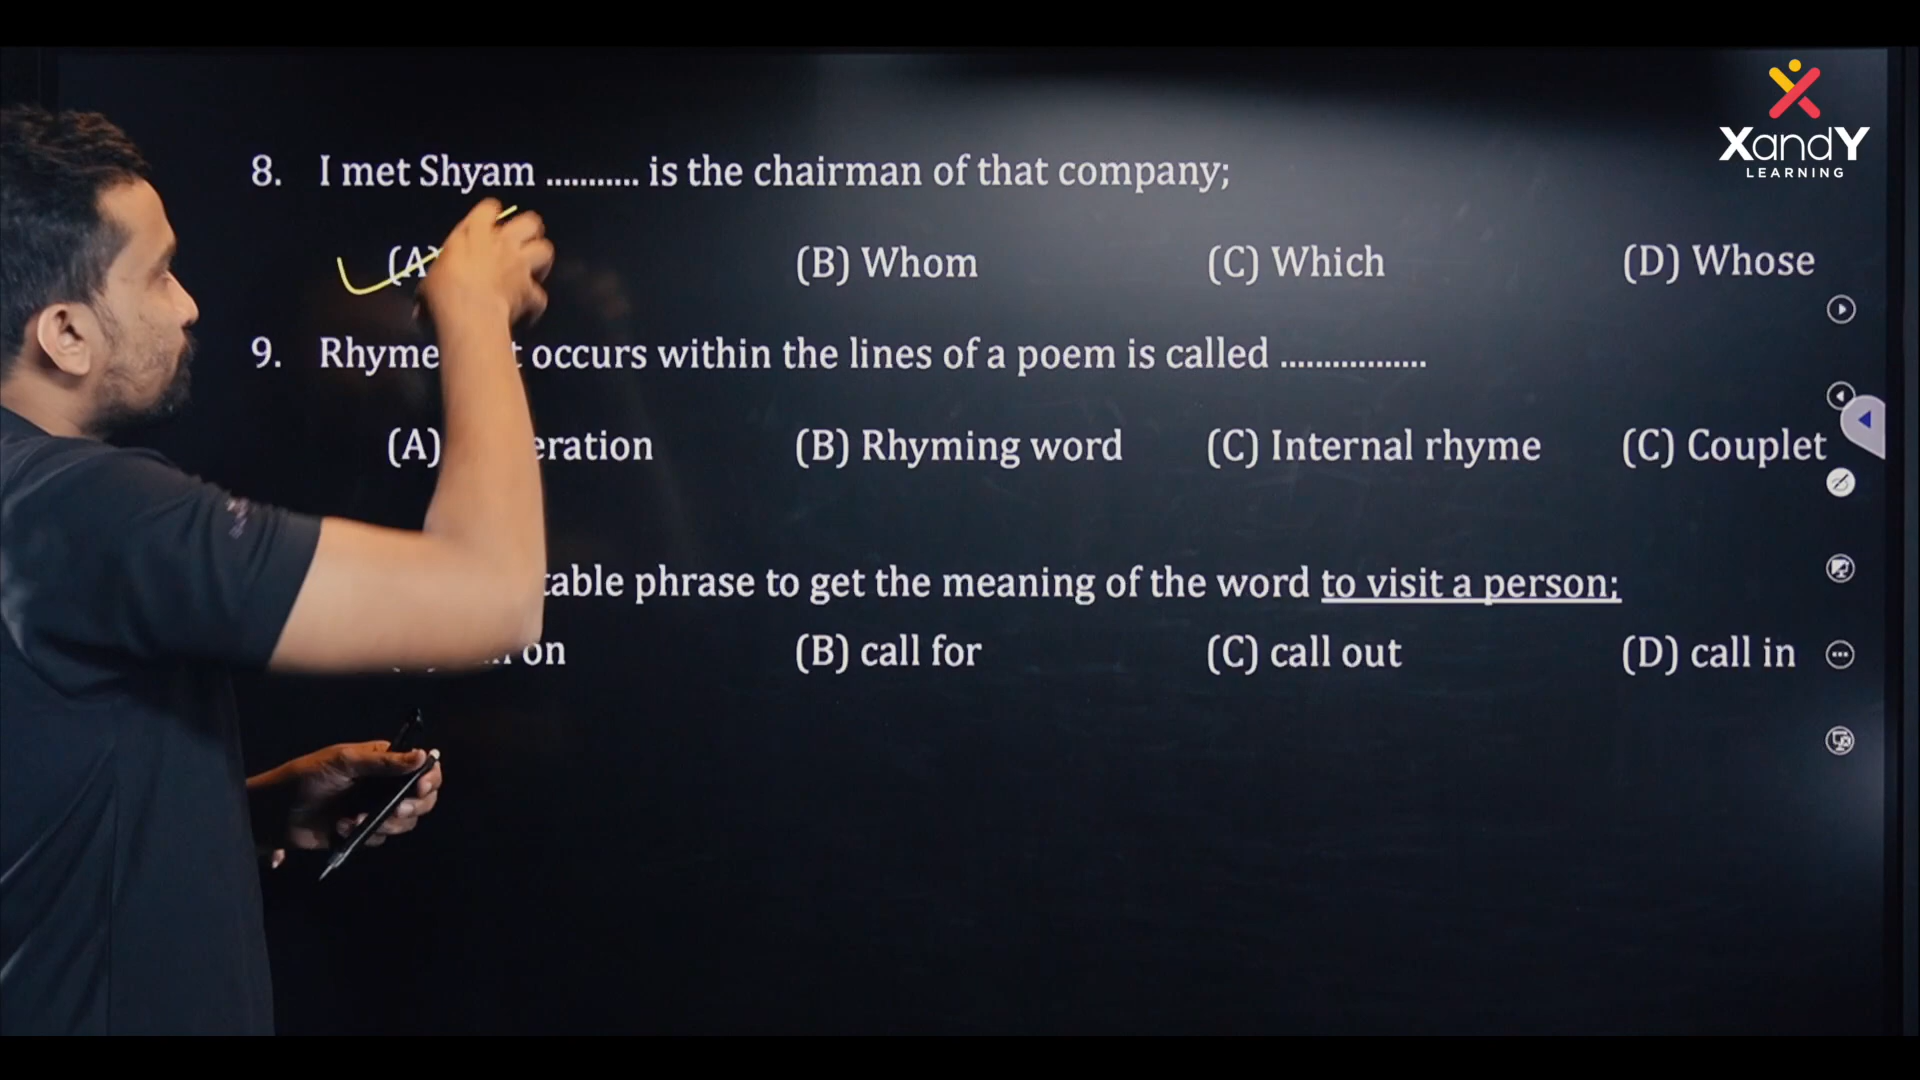 XandY
LEARNING
8. I met Shyam ........... is the chairman of that company;
(A) (B) Whom (C) Which (D) Whose
9. Rhyme occurs within the lines of a poem is called .................
(A) (B) Rhyming word (C) Internal rhyme (C) Couplet
phrase to get the meaning of the word to visit a person;
on (B) call for (C) call out (D) call in